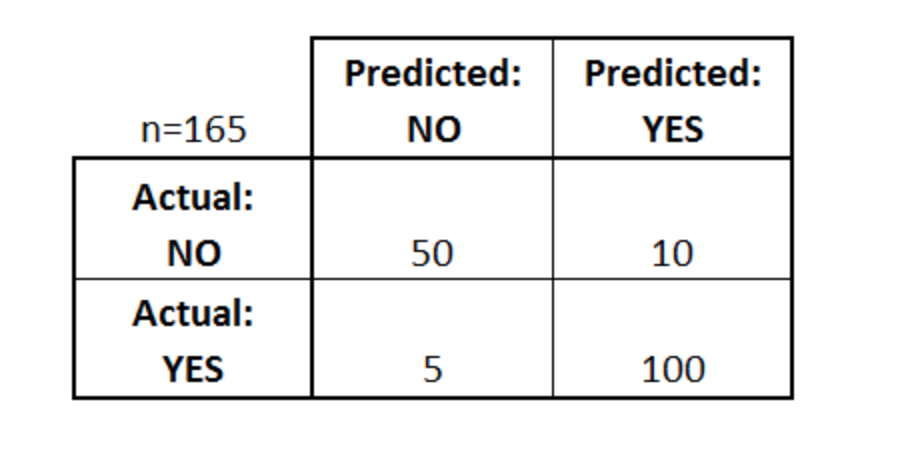 Predicted: Predicted:
n=165 NO YES
Actual:
NO 50 10
Actual:
YES 5 100